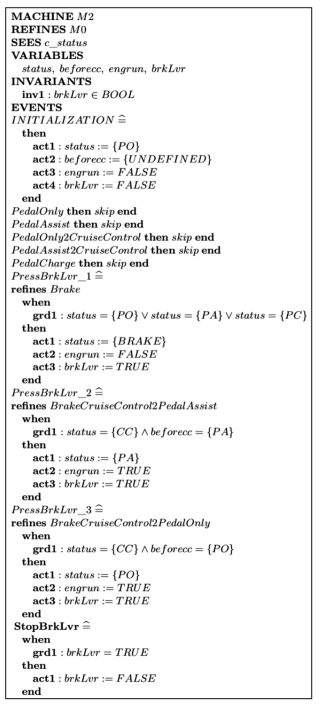 MACHINE M2
REFINES M0
SEES c_status
VARIABLES
status, beforecc, engrun, brkLvr
INVARIANTS
inv1 : brkLvr ∈ BOOL
EVENTS
INITIALIZATION ≙
then
act1 : status := {PO}
act2 : beforecc := {UNDEFINED}
act3 : engrun := FALSE
act4 : brkLvr := FALSE
end
PedalOnly then skip end
PedalAssist then skip end
PedalOnly2CruiseControl then skip end
PedalAssist2CruiseControl then skip end
PedalCharge then skip end
PressBrkLvr_1 ≙
refines Brake
when
grd1 : status = {PO} ∨ status = {PA} ∨ status = {PC}
then
act1 : status := {BRAKE}
act2 : engrun := FALSE
act3 : brkLvr := TRUE
end
PressBrkLvr_2 ≙
refines BrakeCruiseControl2PedalAssist
when
grd1 : status = {CC} ∧ beforecc = {PA}
then
act1 : status := {PA}
act2 : engrun := TRUE
act3 : brkLvr := TRUE
end
PressBrkLvr_3 ≙
refines BrakeCruiseControl2PedalOnly
when
grd1 : status = {CC} ∧ beforecc = {PO}
then
act1 : status := {PO}
act2 : engrun := TRUE
act3 : brkLvr := TRUE
end
StopBrkLvr ≙
when
grd1 : brkLvr = TRUE
then
act1 : brkLvr := FALSE
end